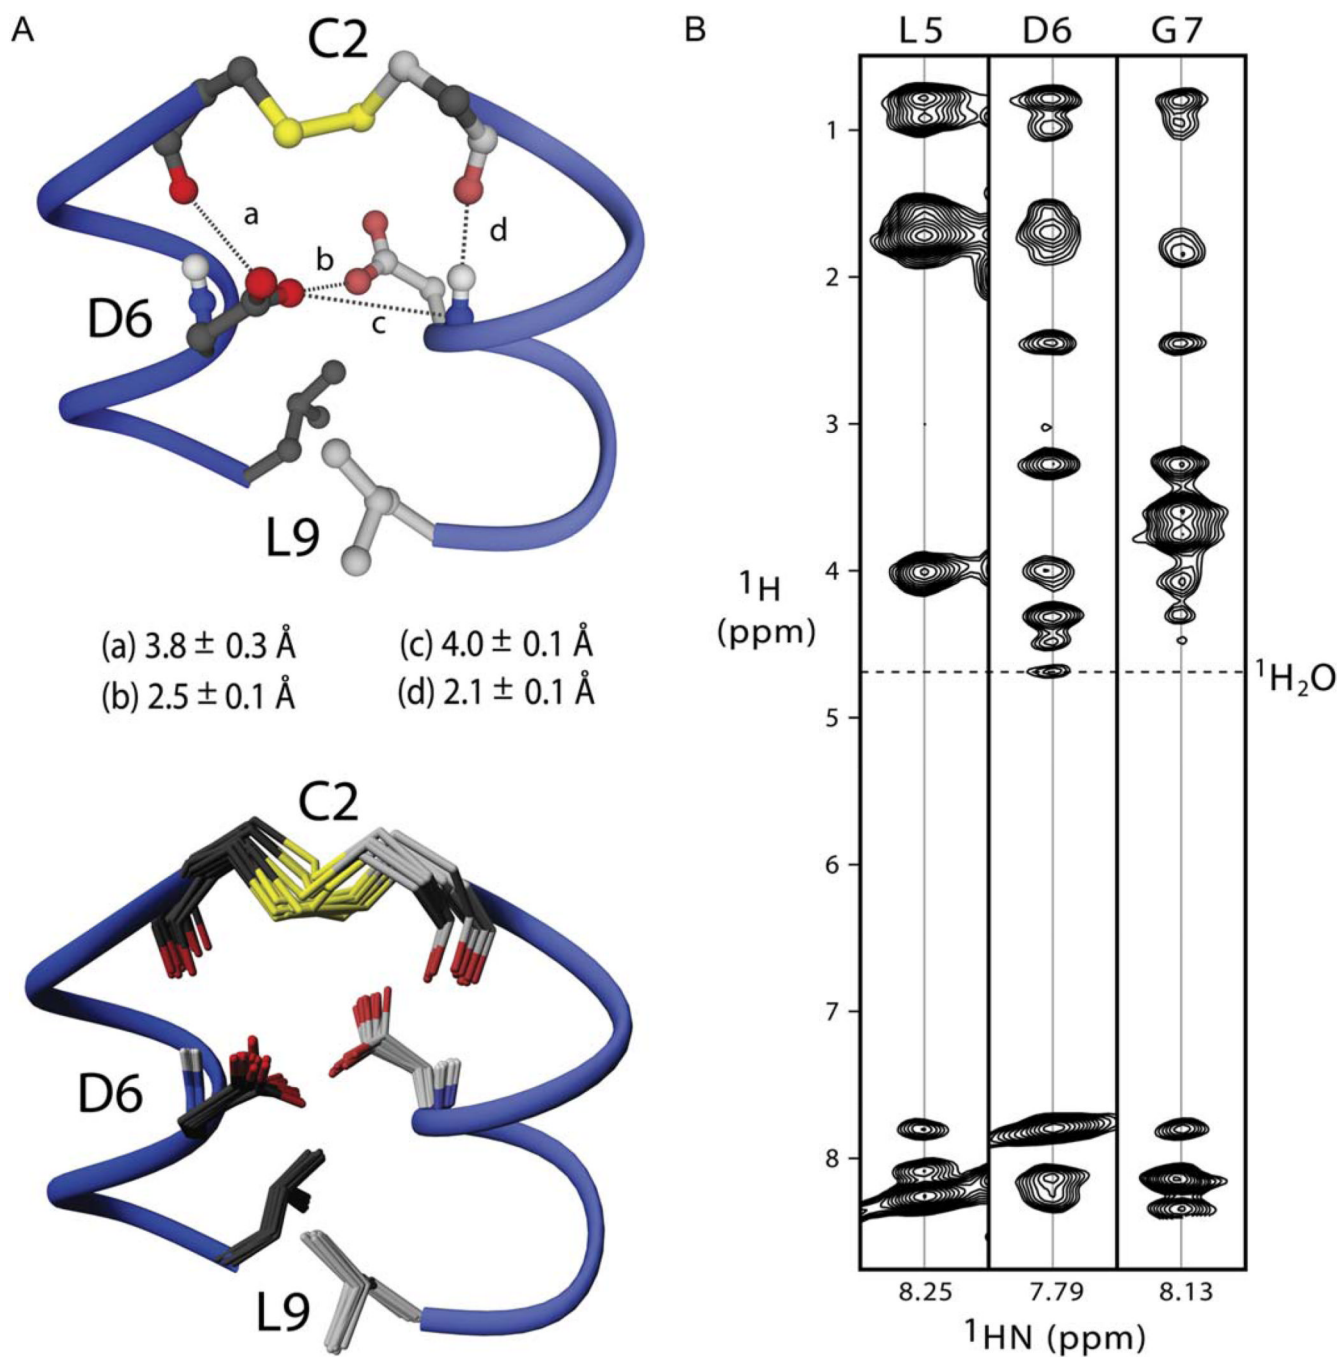 A
C2
a
b
c
d
D6
L9
(a) 3.8 ± 0.3 Å
(c) 4.0 ± 0.1 Å
(b) 2.5 ± 0.1 Å
(d) 2.1 ± 0.1 Å
C2
D6
L9
B
L5 D6 G7
1
2
3
4
5
6
7
8
¹H
(ppm)
¹H₂O
8.25 7.79 8.13
¹HN (ppm)